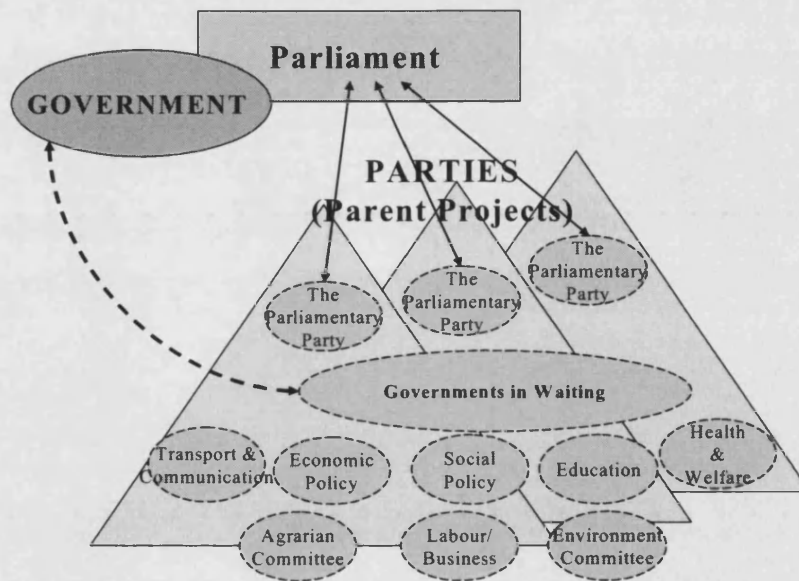 Parliament
GOVERNMENT
PARTIES
(Parent Projects)
The
Parliamentary
Party
The
Parliamentary
Party
The
Parliamentary
Party
Governments in Waiting
Transport &
Communication
Economic
Policy
Social
Policy
Education
Health
&
Welfare
Agrarian
Committee
Labour/
Business
Environment
Committee